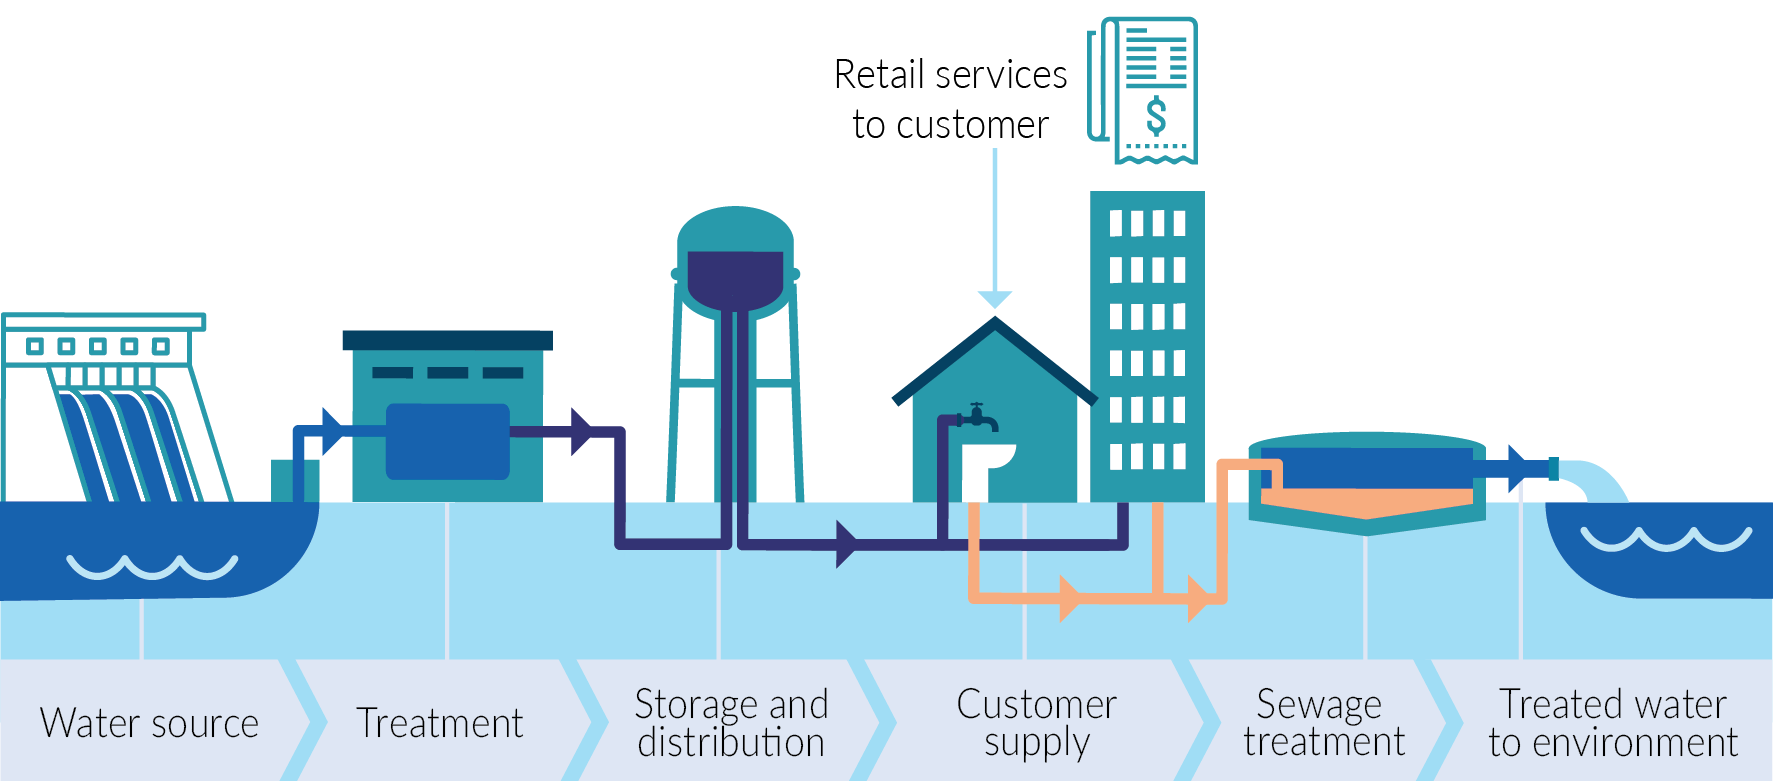 Retail services
to customer
$
Water source
Treatment
Storage and
distribution
Customer
supply
Sewage
treatment
Treated water
to environment